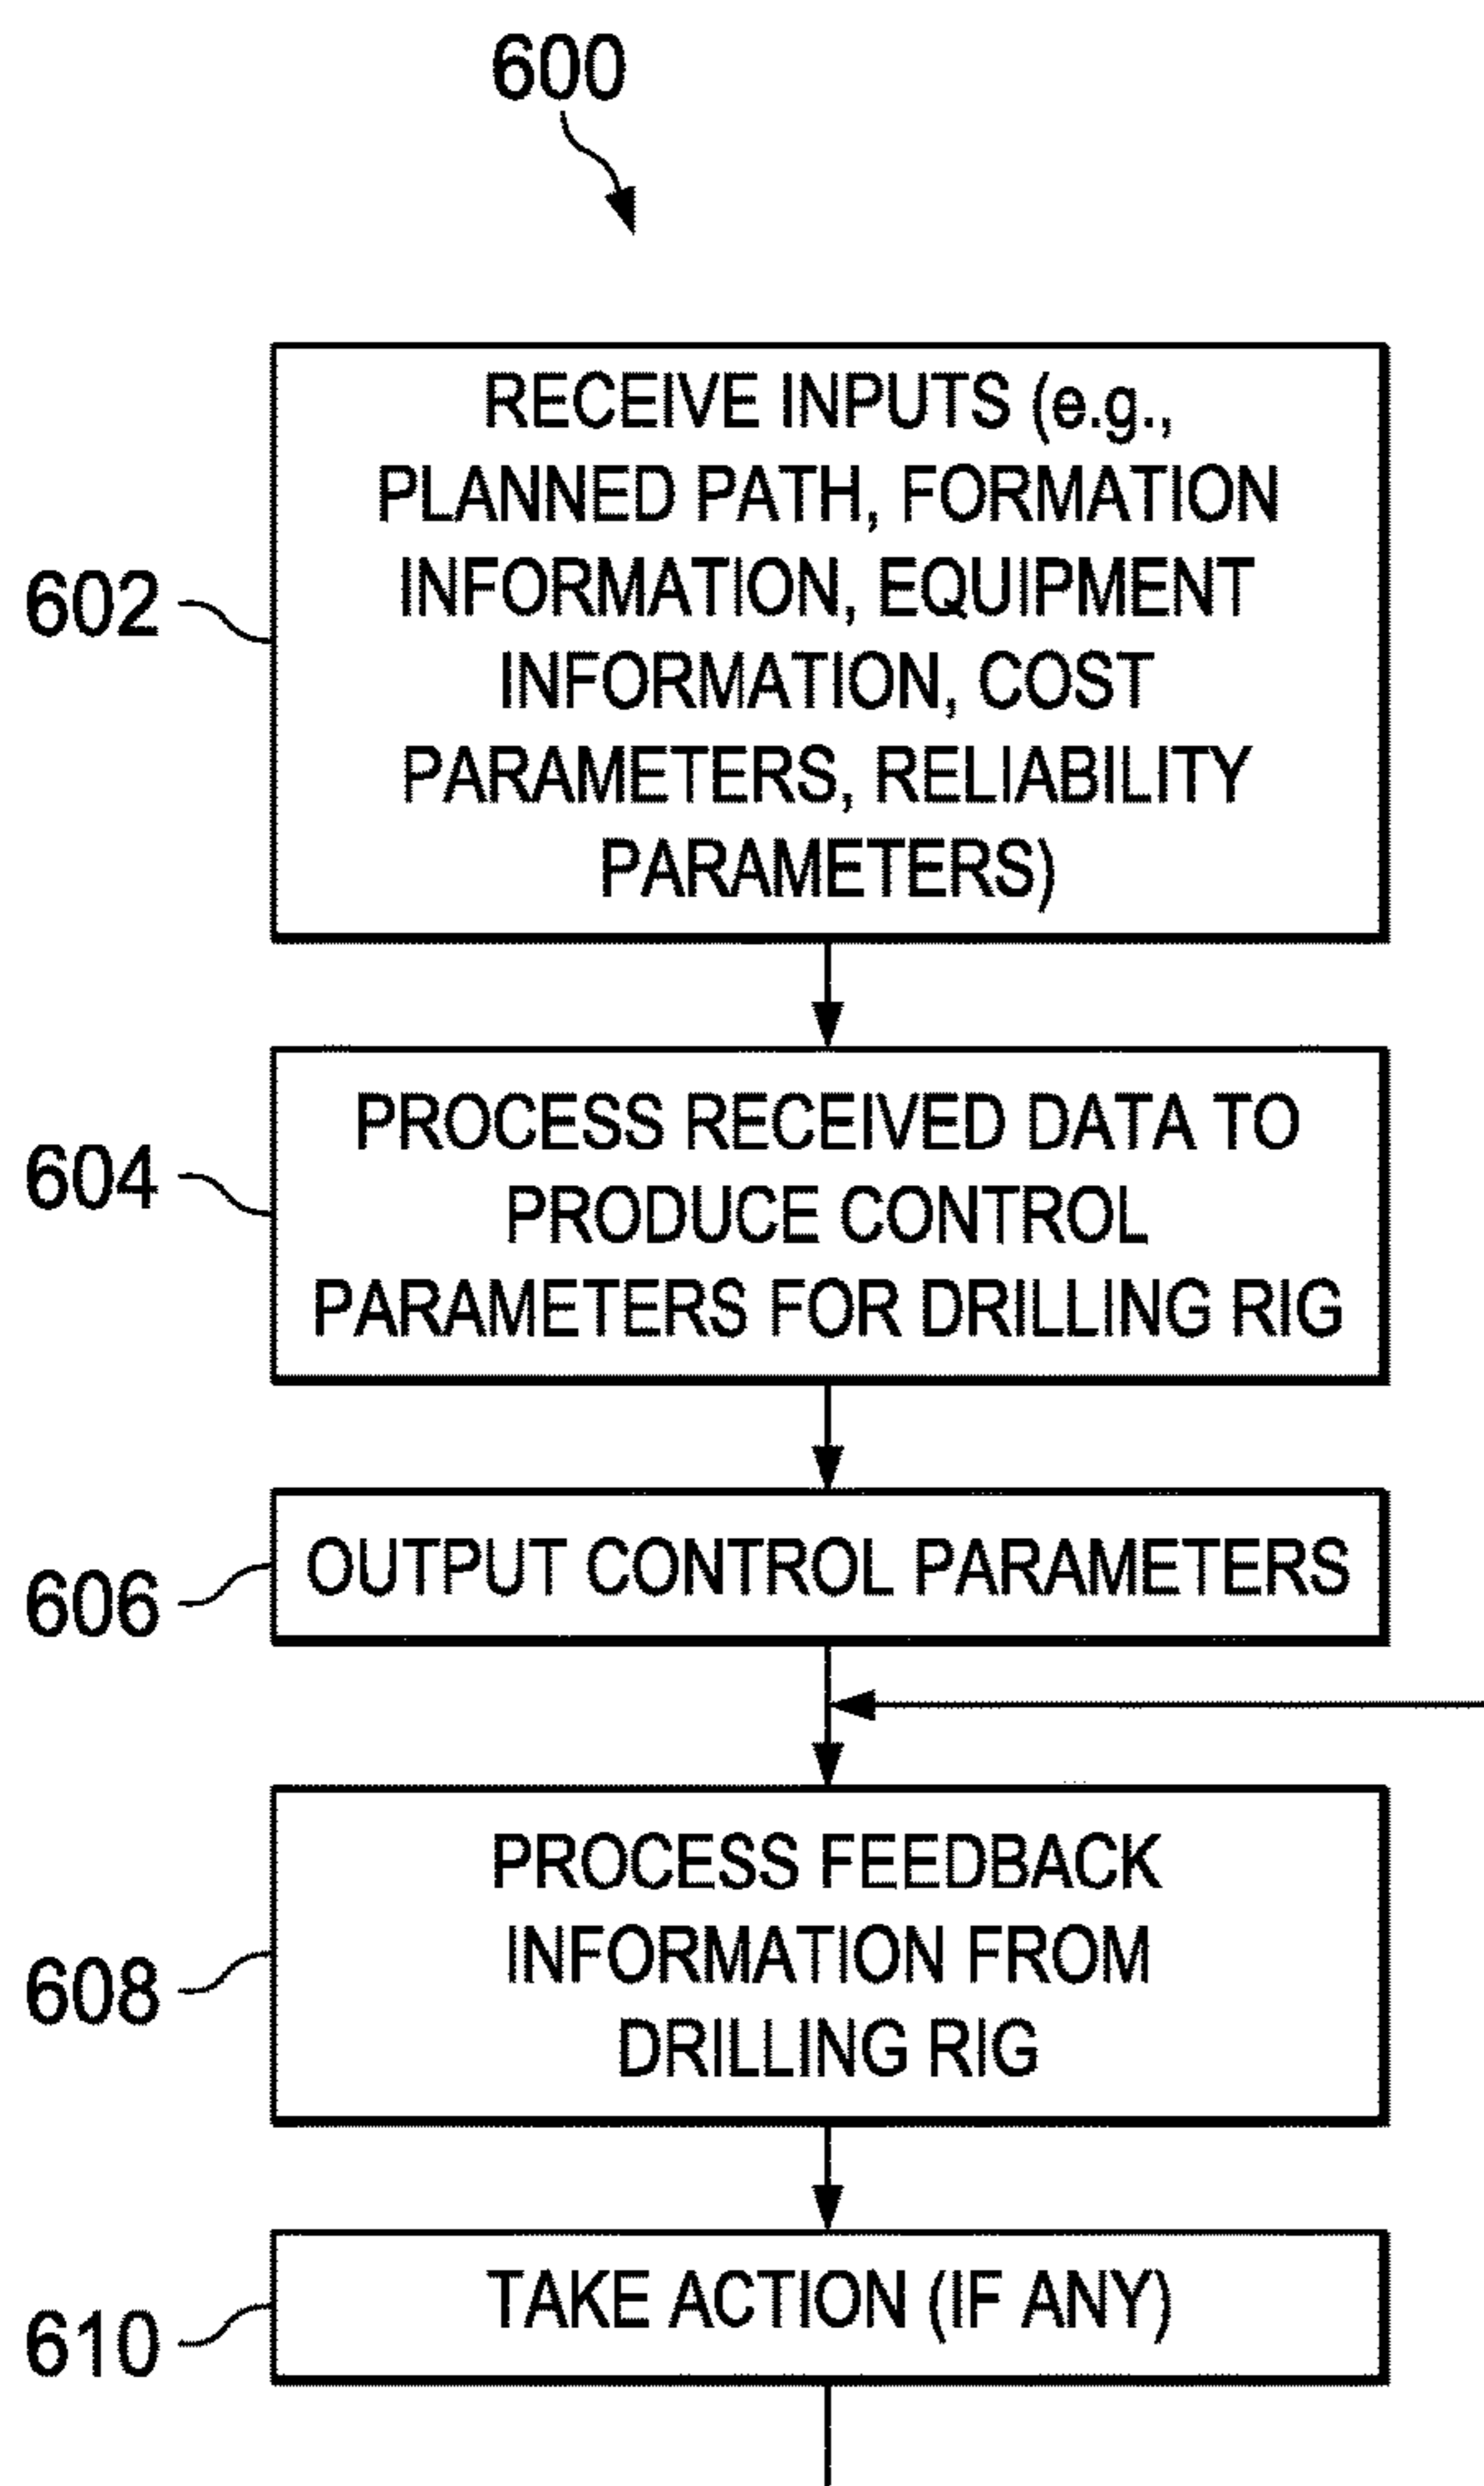 600
602
RECEIVE INPUTS (e.g.,
PLANNED PATH, FORMATION
INFORMATION, EQUIPMENT
INFORMATION, COST
PARAMETERS, RELIABILITY
PARAMETERS)
604
PROCESS RECEIVED DATA TO
PRODUCE CONTROL
PARAMETERS FOR DRILLING RIG
606
OUTPUT CONTROL PARAMETERS
608
PROCESS FEEDBACK
INFORMATION FROM
DRILLING RIG
610
TAKE ACTION (IF ANY)